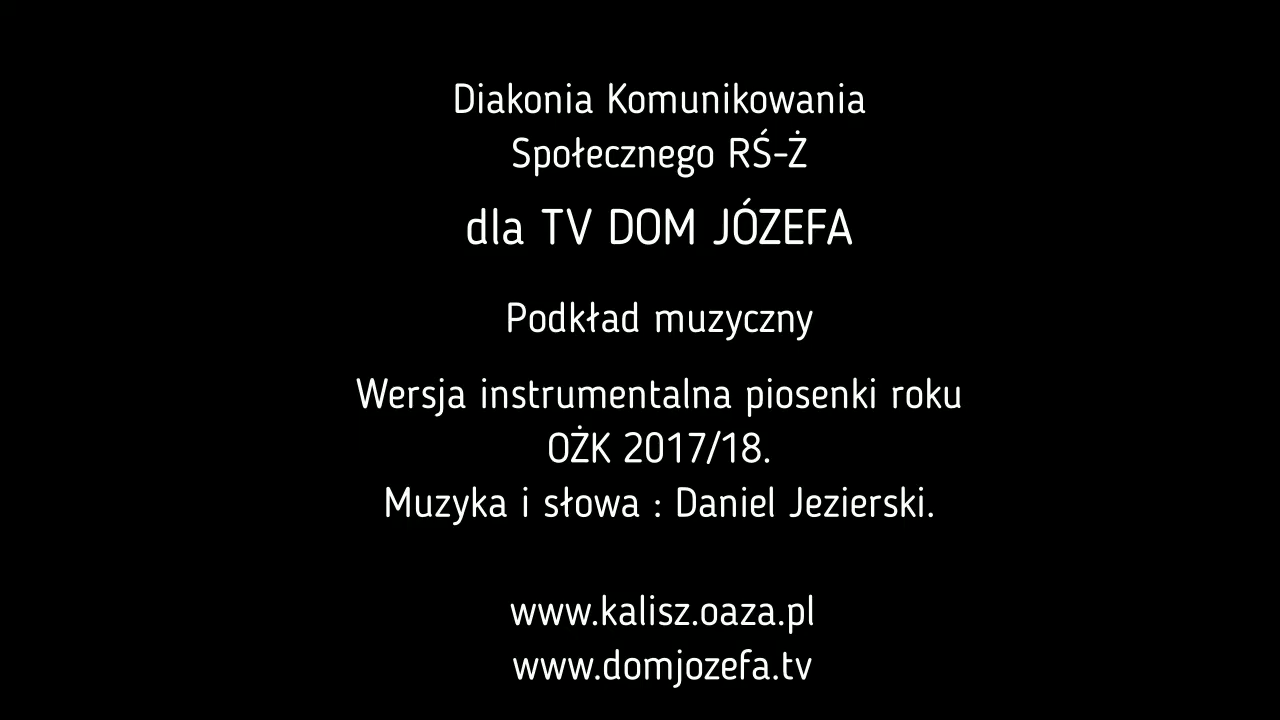 Diakonia Komunikowania
Społecznego RŚ-Ż
dla TV DOM JÓZEFA
Podkład muzyczny
Wersja instrumentalna piosenki roku
OŻK 2017/18.
Muzyka i słowa : Daniel Jezierski.
www.kalisz.oaza.pl
www.domjozefa.tv